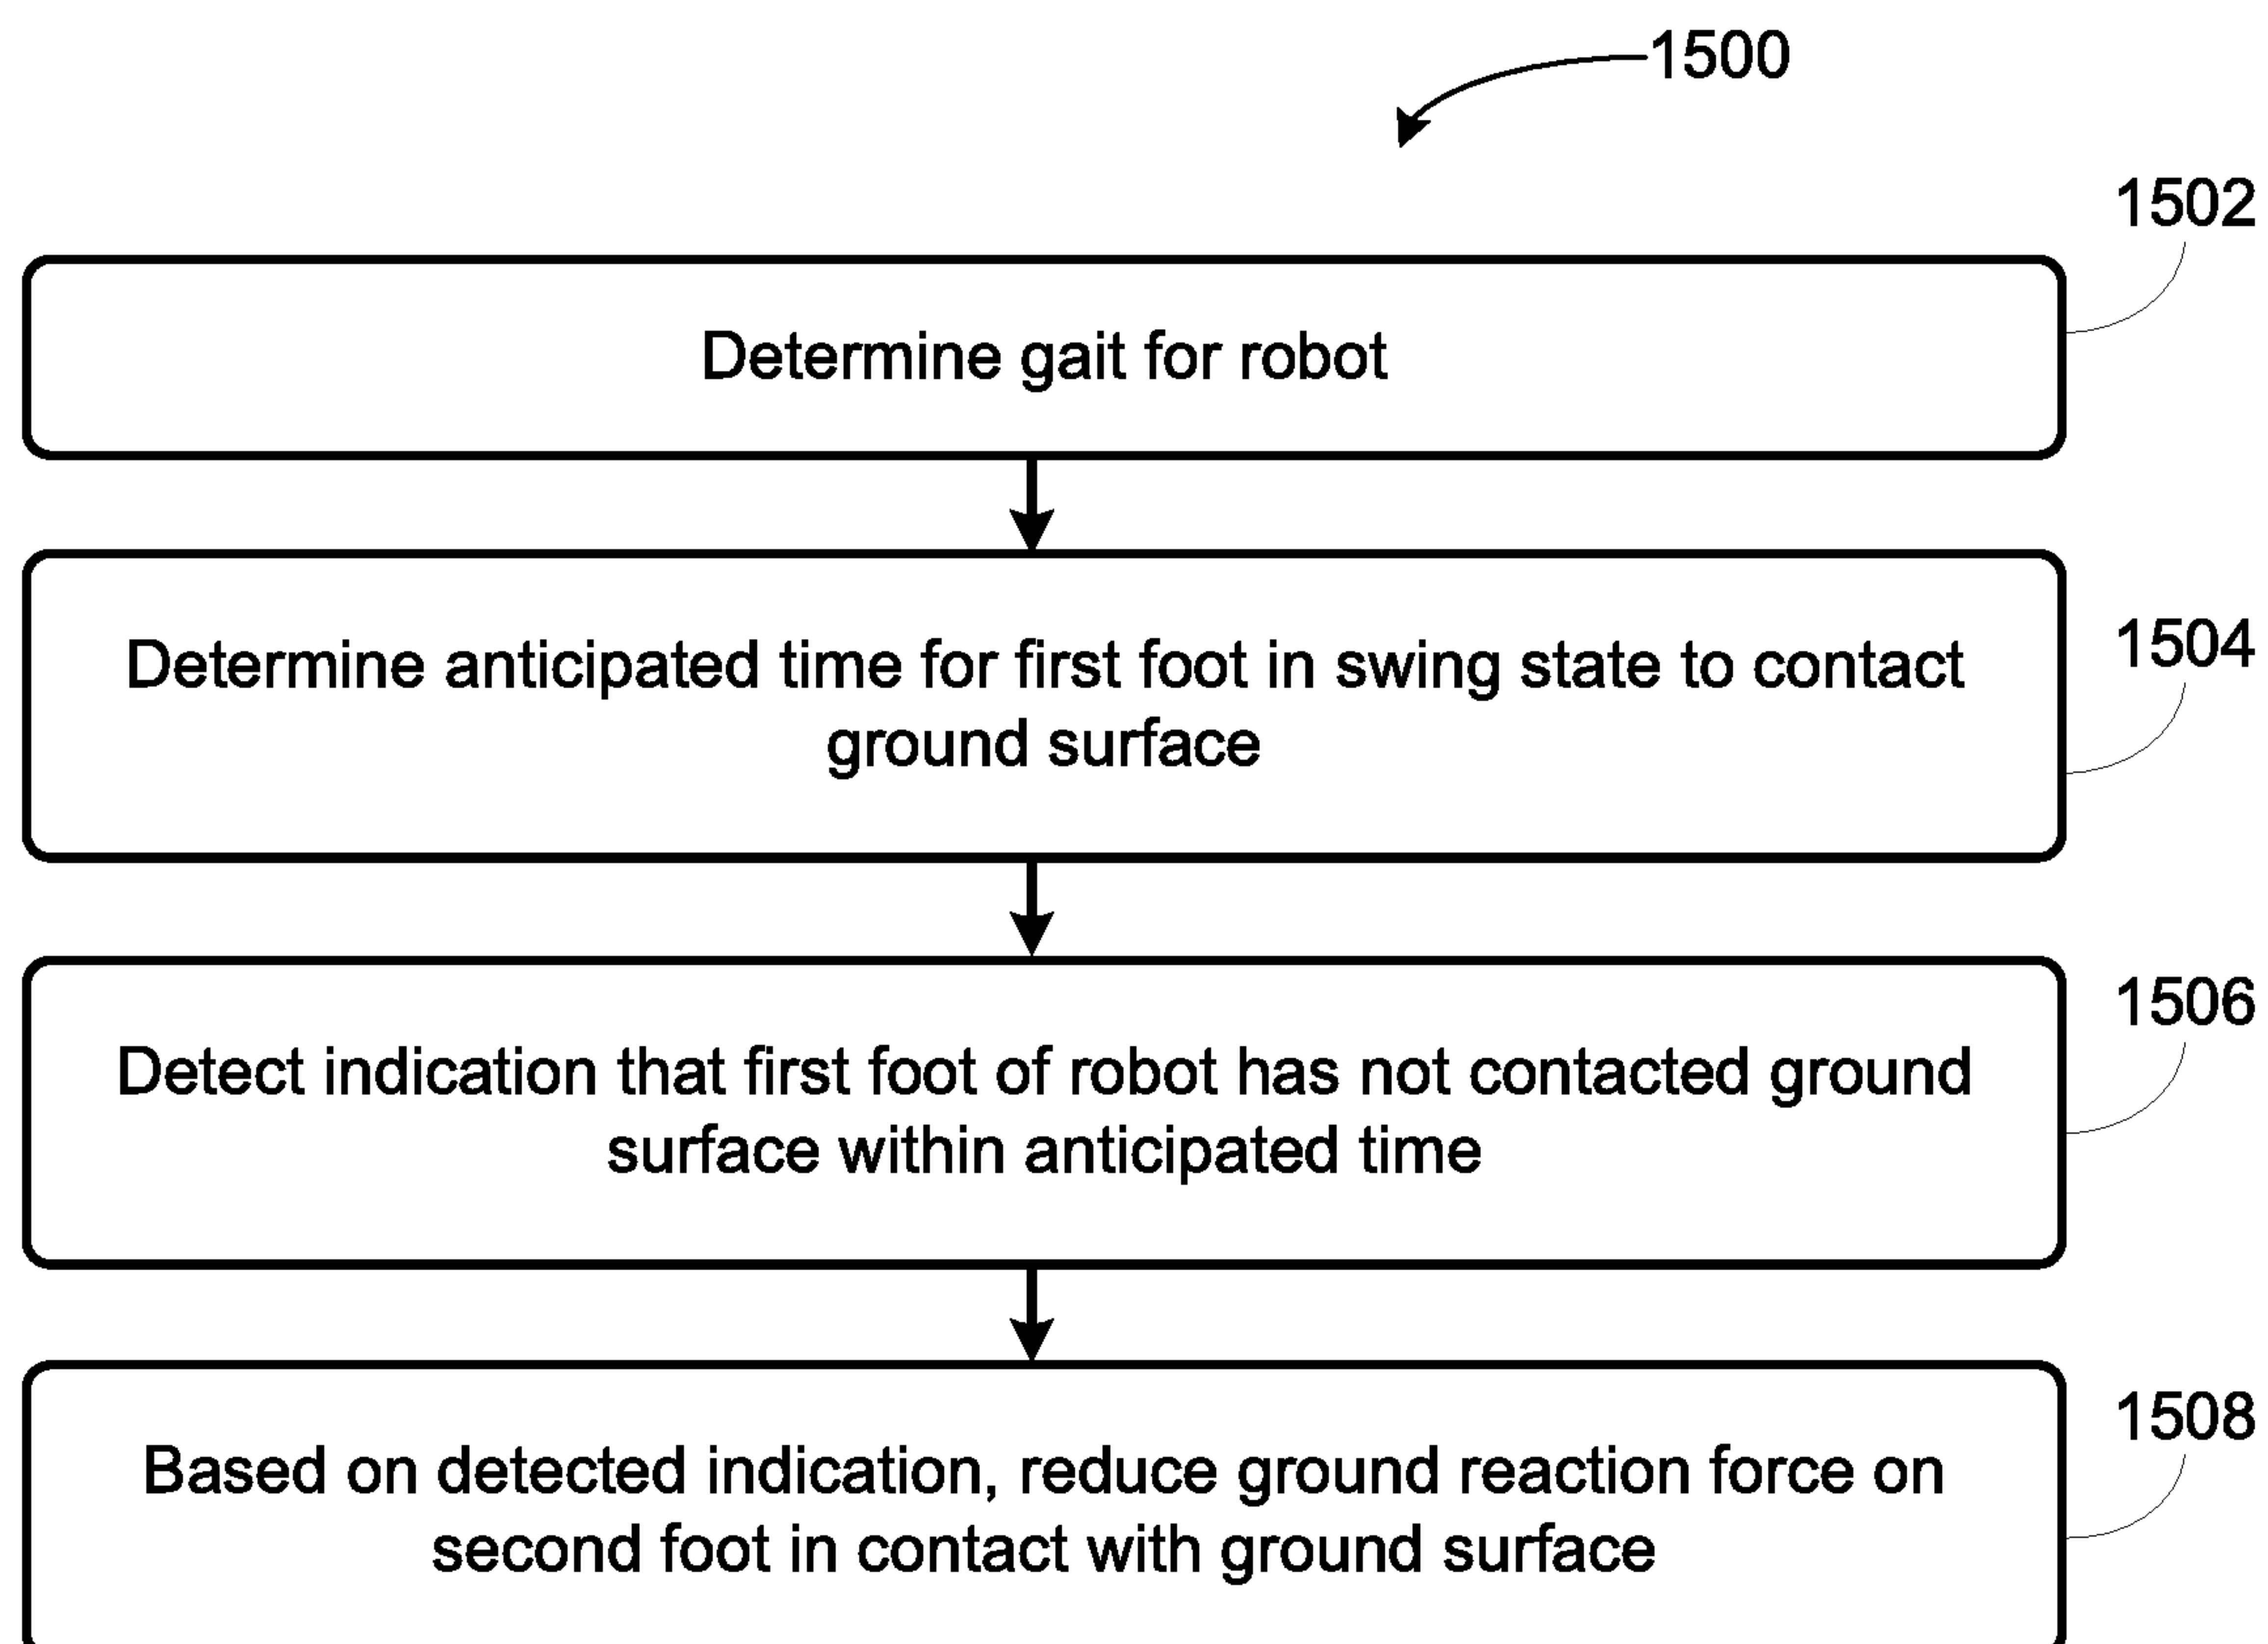 1500
1502
Determine gait for robot
1504
Determine anticipated time for first foot in swing state to contact
ground surface
1506
Detect indication that first foot of robot has not contacted ground
surface within anticipated time
1508
Based on detected indication, reduce ground reaction force on
second foot in contact with ground surface